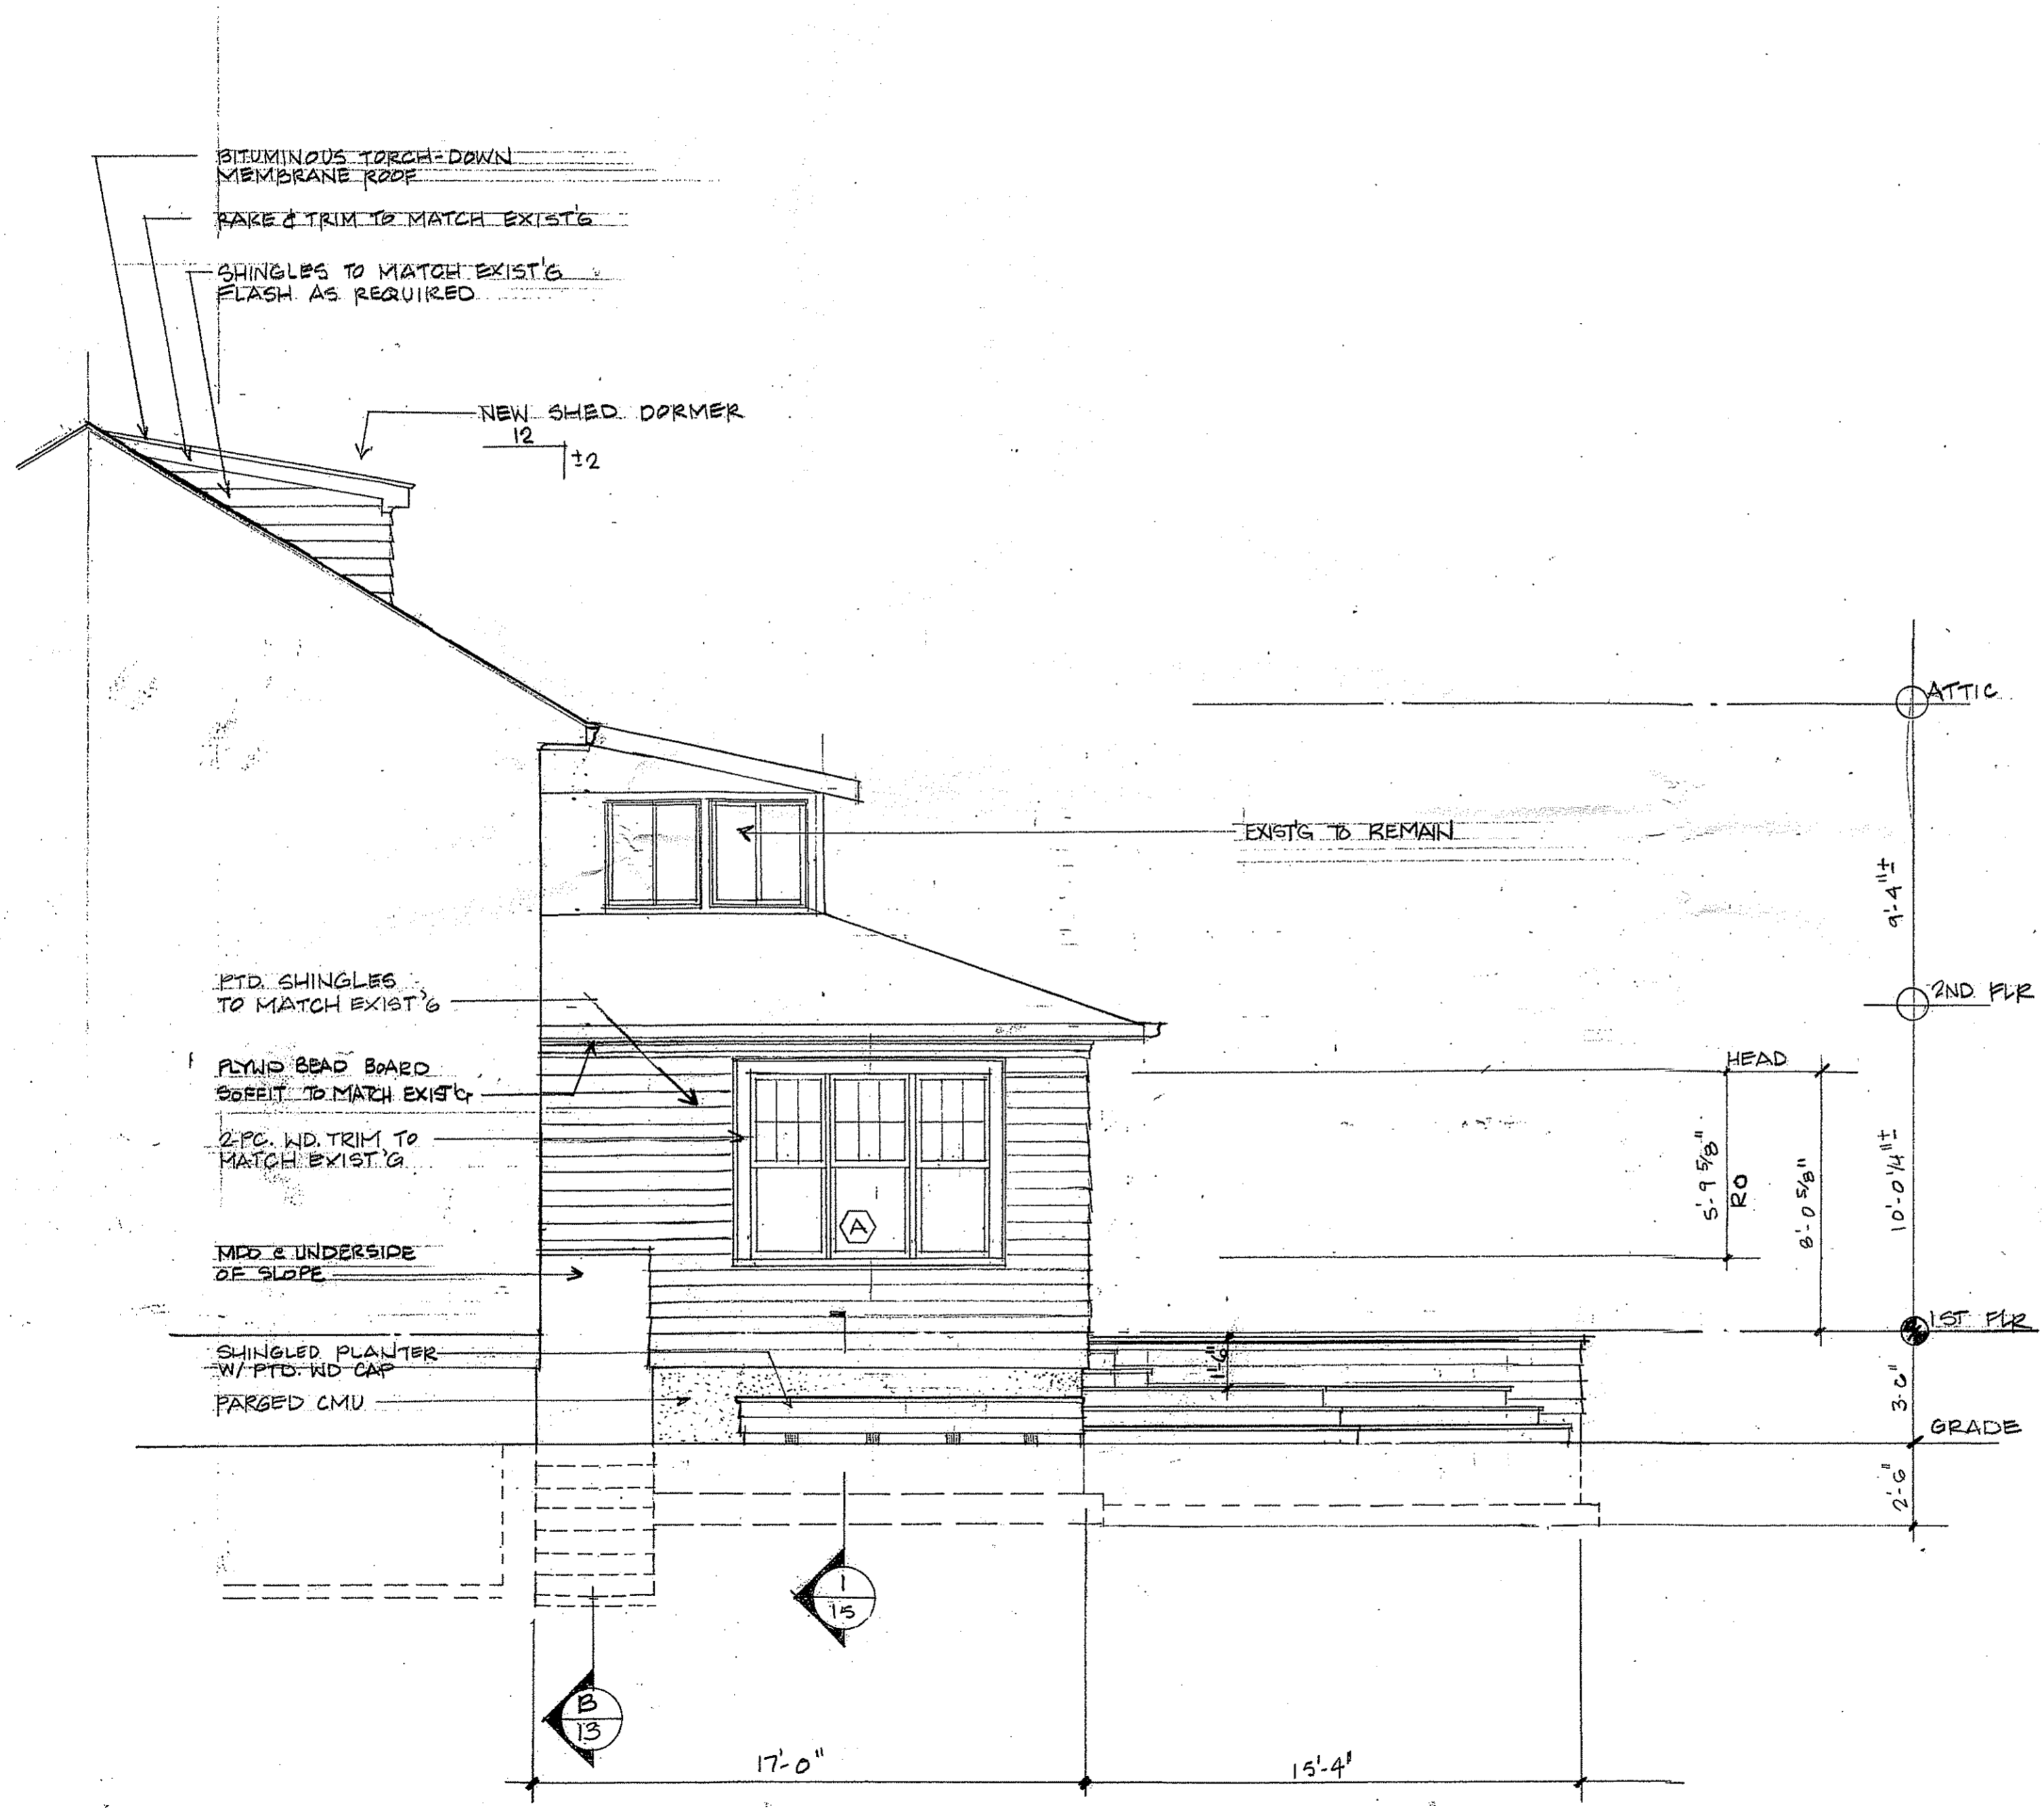 BITUMINOUS TORCH-DOWN
MEMBRANE ROOF
RAKE & TRIM TO MATCH EXIST'G
SHINGLES TO MATCH EXIST'G
FLASH AS REQUIRED
NEW SHED DORMER
12
±2
ATTIC
EXIST'G TO REMAIN
9'-4"±
PTD. SHINGLES
TO MATCH EXIST'G
2ND FLR
PLYWD BEAD BOARD
SOFFIT TO MATCH EXIST'G
HEAD
2-PC. WD. TRIM TO
MATCH EXIST'G
5'-9 5/8"
RO
8'-0 5/8"
10'-0 1/4"±
A
MDO @ UNDERSIDE
OF SLOPE
1ST FLR
SHINGLED PLANTER
W/ PTD. WD CAP
1'-6"
PARGED CMU
3'-0"
GRADE
2'-6"
1
15
B
13
17'-0"
15'-4"